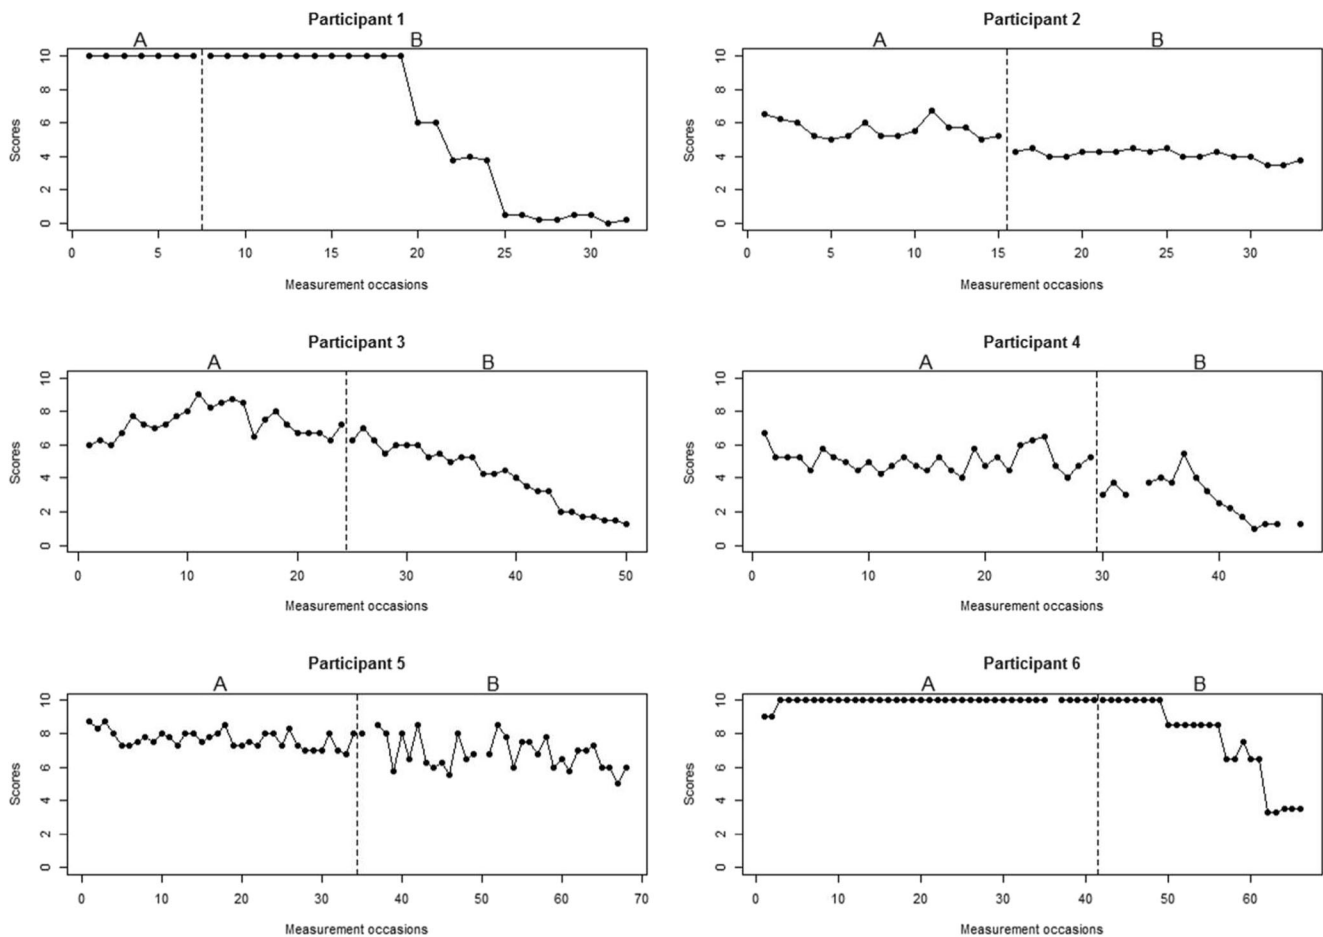 Participant 1
A B
Scores
10
8
6
4
2
0
0 5 10 15 20 25 30
Measurement occasions
Participant 2
A B
Scores
10
8
6
4
2
0
0 5 10 15 20 25 30
Measurement occasions
Participant 3
A B
Scores
10
8
6
4
2
0
0 10 20 30 40 50
Measurement occasions
Participant 4
A B
Scores
10
8
6
4
2
0
0 10 20 30 40
Measurement occasions
Participant 5
A B
Scores
10
8
6
4
2
0
0 10 20 30 40 50 60 70
Measurement occasions
Participant 6
A B
Scores
10
8
6
4
2
0
0 10 20 30 40 50 60
Measurement occasions